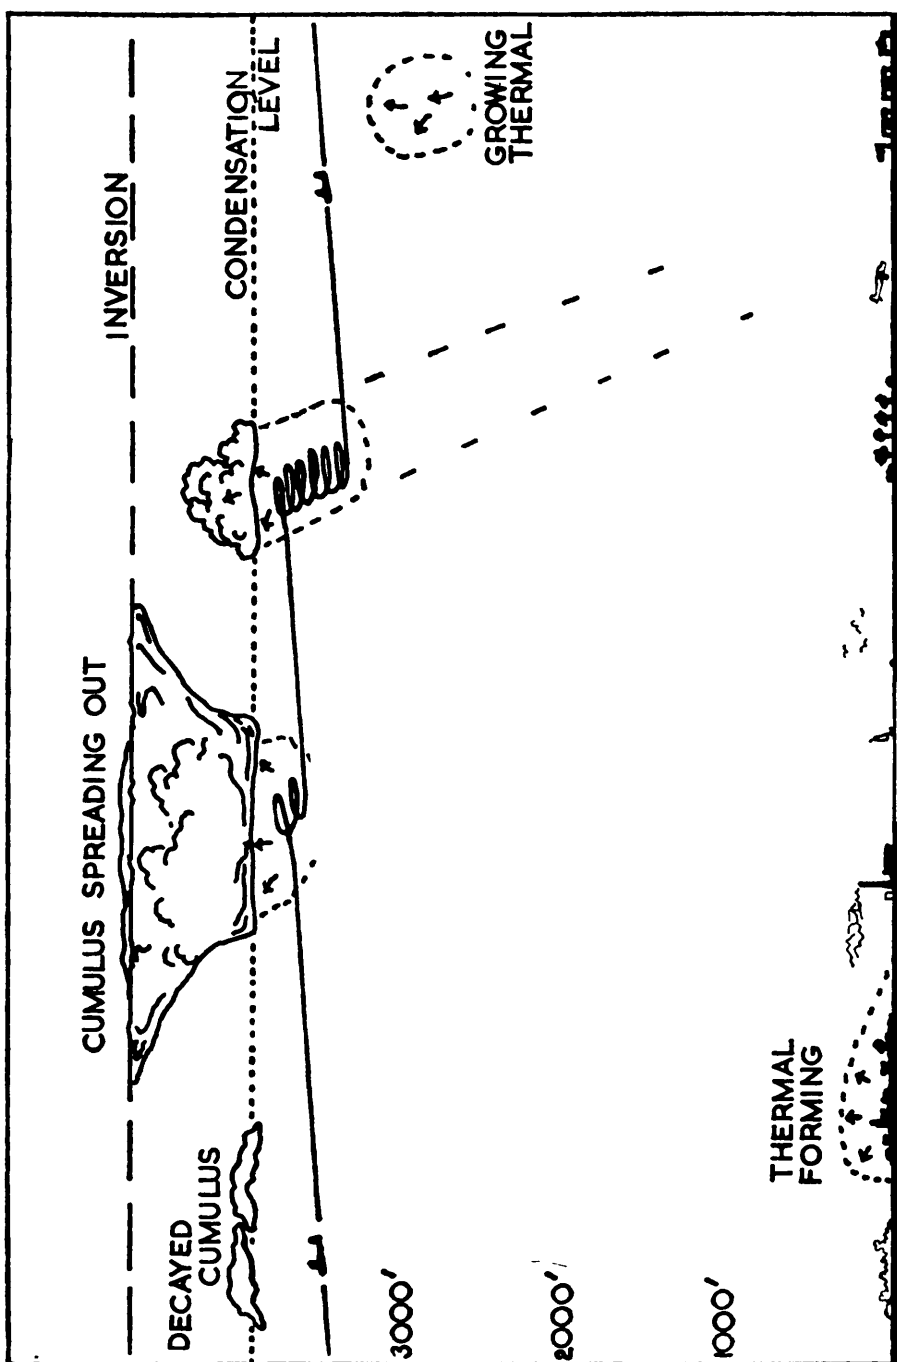 INVERSION
CUMULUS SPREADING OUT
CONDENSATION
LEVEL
DECAYED
CUMULUS
GROWING
THERMAL
3000'
2000'
1000'
THERMAL
FORMING